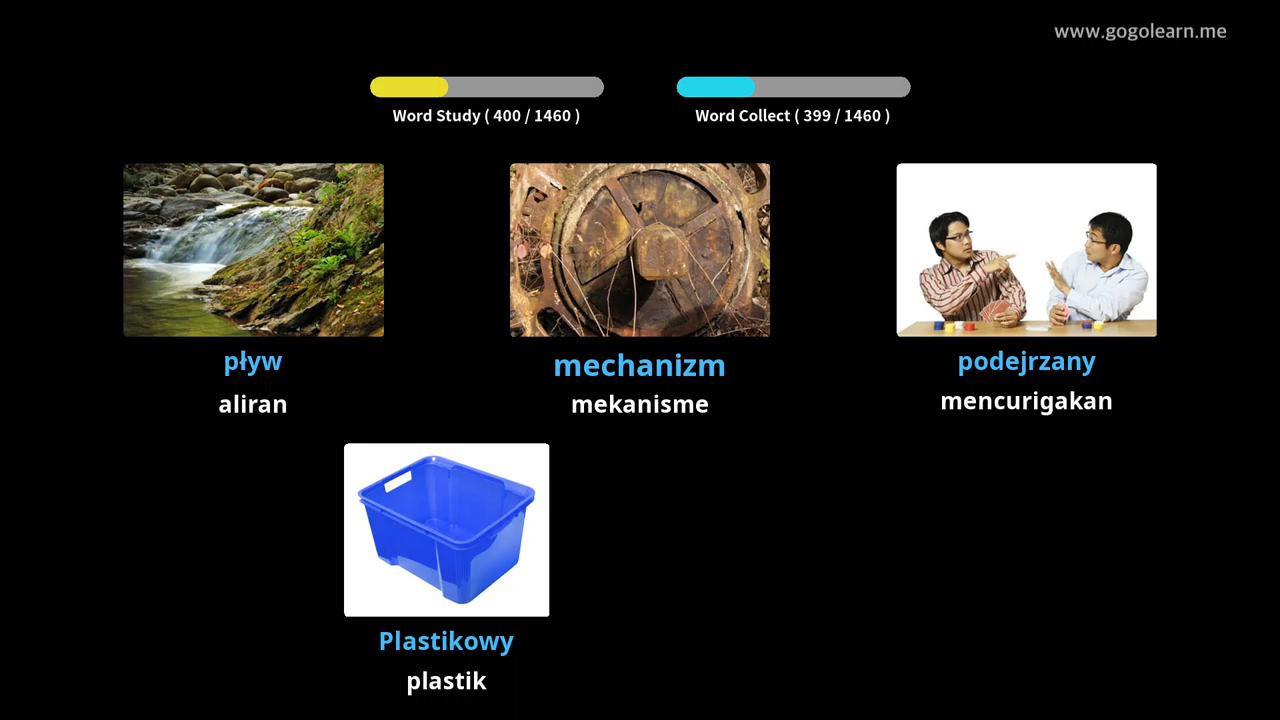 www.gogolearn.me
Word Study ( 400 / 1460 )
Word Collect ( 399 / 1460 )
pływ
aliran
mechanizm
mekanisme
podejrzany
mencurigakan
Plastikowy
plastik